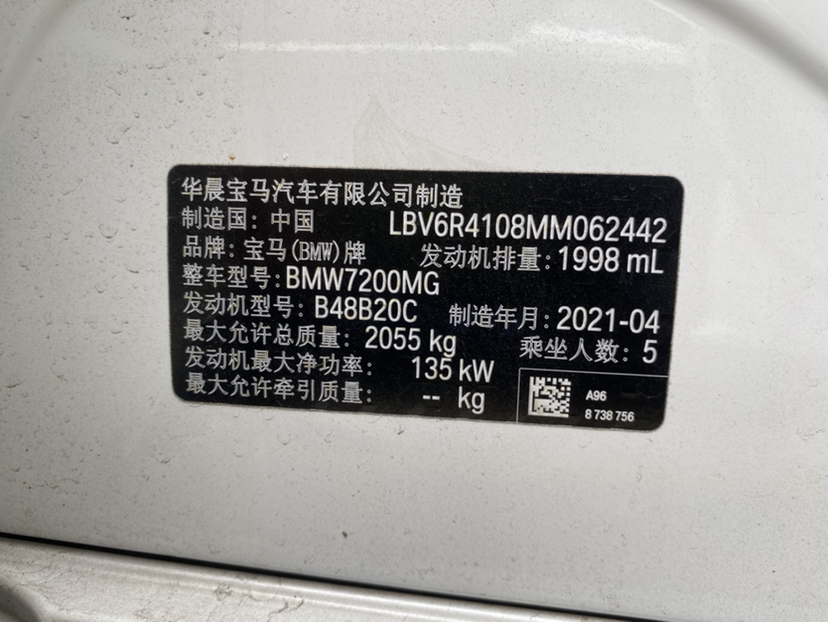 华晨宝马汽车有限公司制造
制造国: 中国 LBV6R4108MM062442
品牌: 宝马(BMW)牌 发动机排量: 1998 mL
整车型号: BMW7200MG
发动机型号: B48B20C 制造年月: 2021-04
最大允许总质量: 2055 kg 乘坐人数: 5
发动机最大净功率: 135 kW
最大允许牵引质量: -- kg
A96
8 738 756